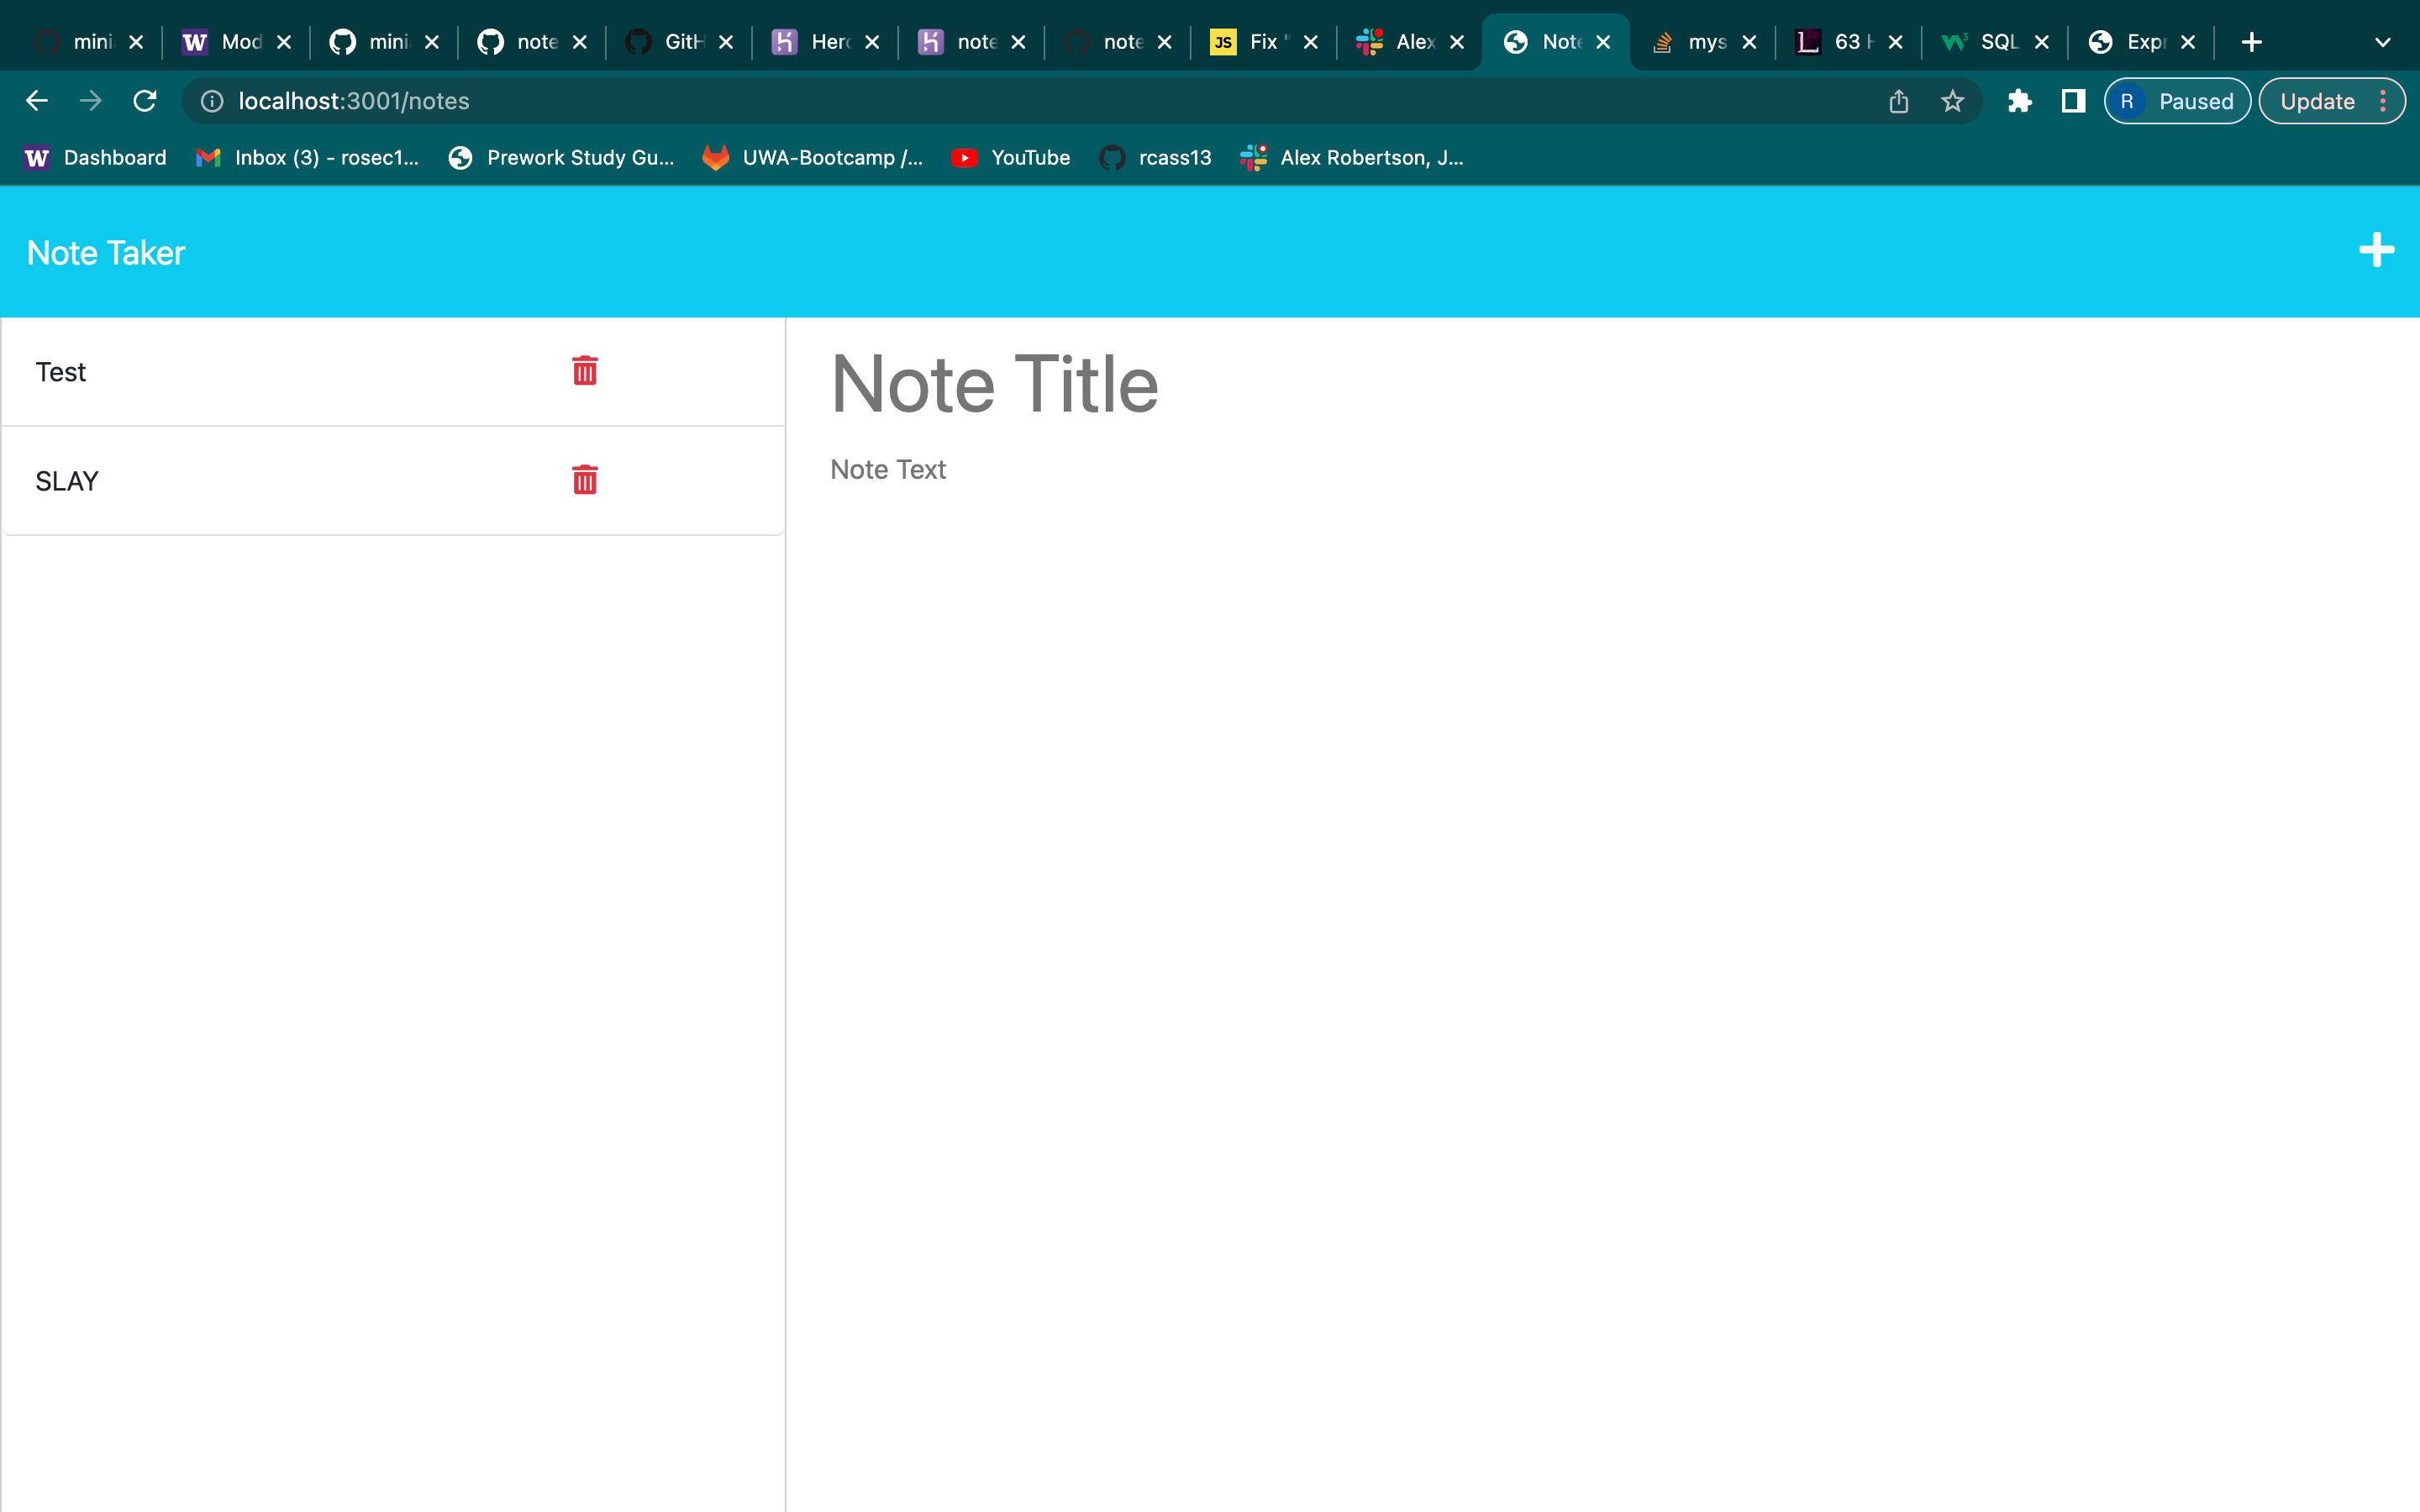 mini W Mod mini note GitH Hero note note JS Fix " Alex Note mys L 63 H SQL Expr
localhost:3001/notes R Paused Update
W Dashboard Inbox (3) - rosec1... Prework Study Gu... UWA-Bootcamp /... YouTube rcass13 Alex Robertson, J...
Note Taker
Test
SLAY
Note Title
Note Text